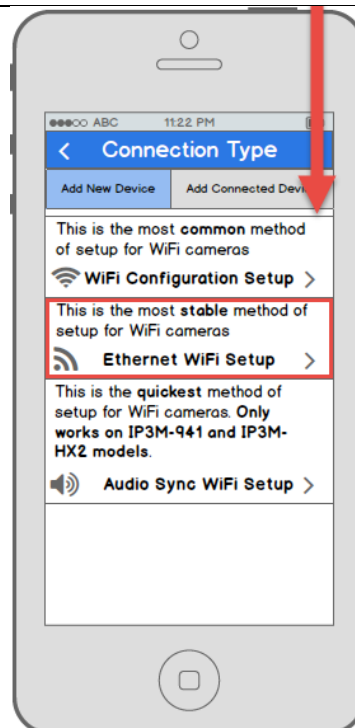 ABC 11:22 PM
Connection Type
Add New Device Add Connected
This is the most common method
of setup for WiFi cameras
WiFi Configuration Setup
This is the most stable method of
setup for WiFi cameras
Ethernet WiFi Setup
This is the quickest method of
setup for WiFi cameras. Only
works on IP3M-941 and IP3M-
HX2 models.
Audio Sync WiFi Setup